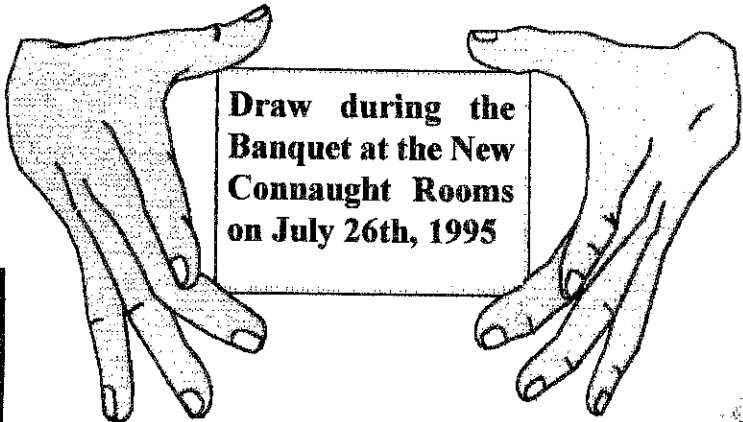 Draw during the
Banquet at the New
Connaught Rooms
on July 26th, 1995